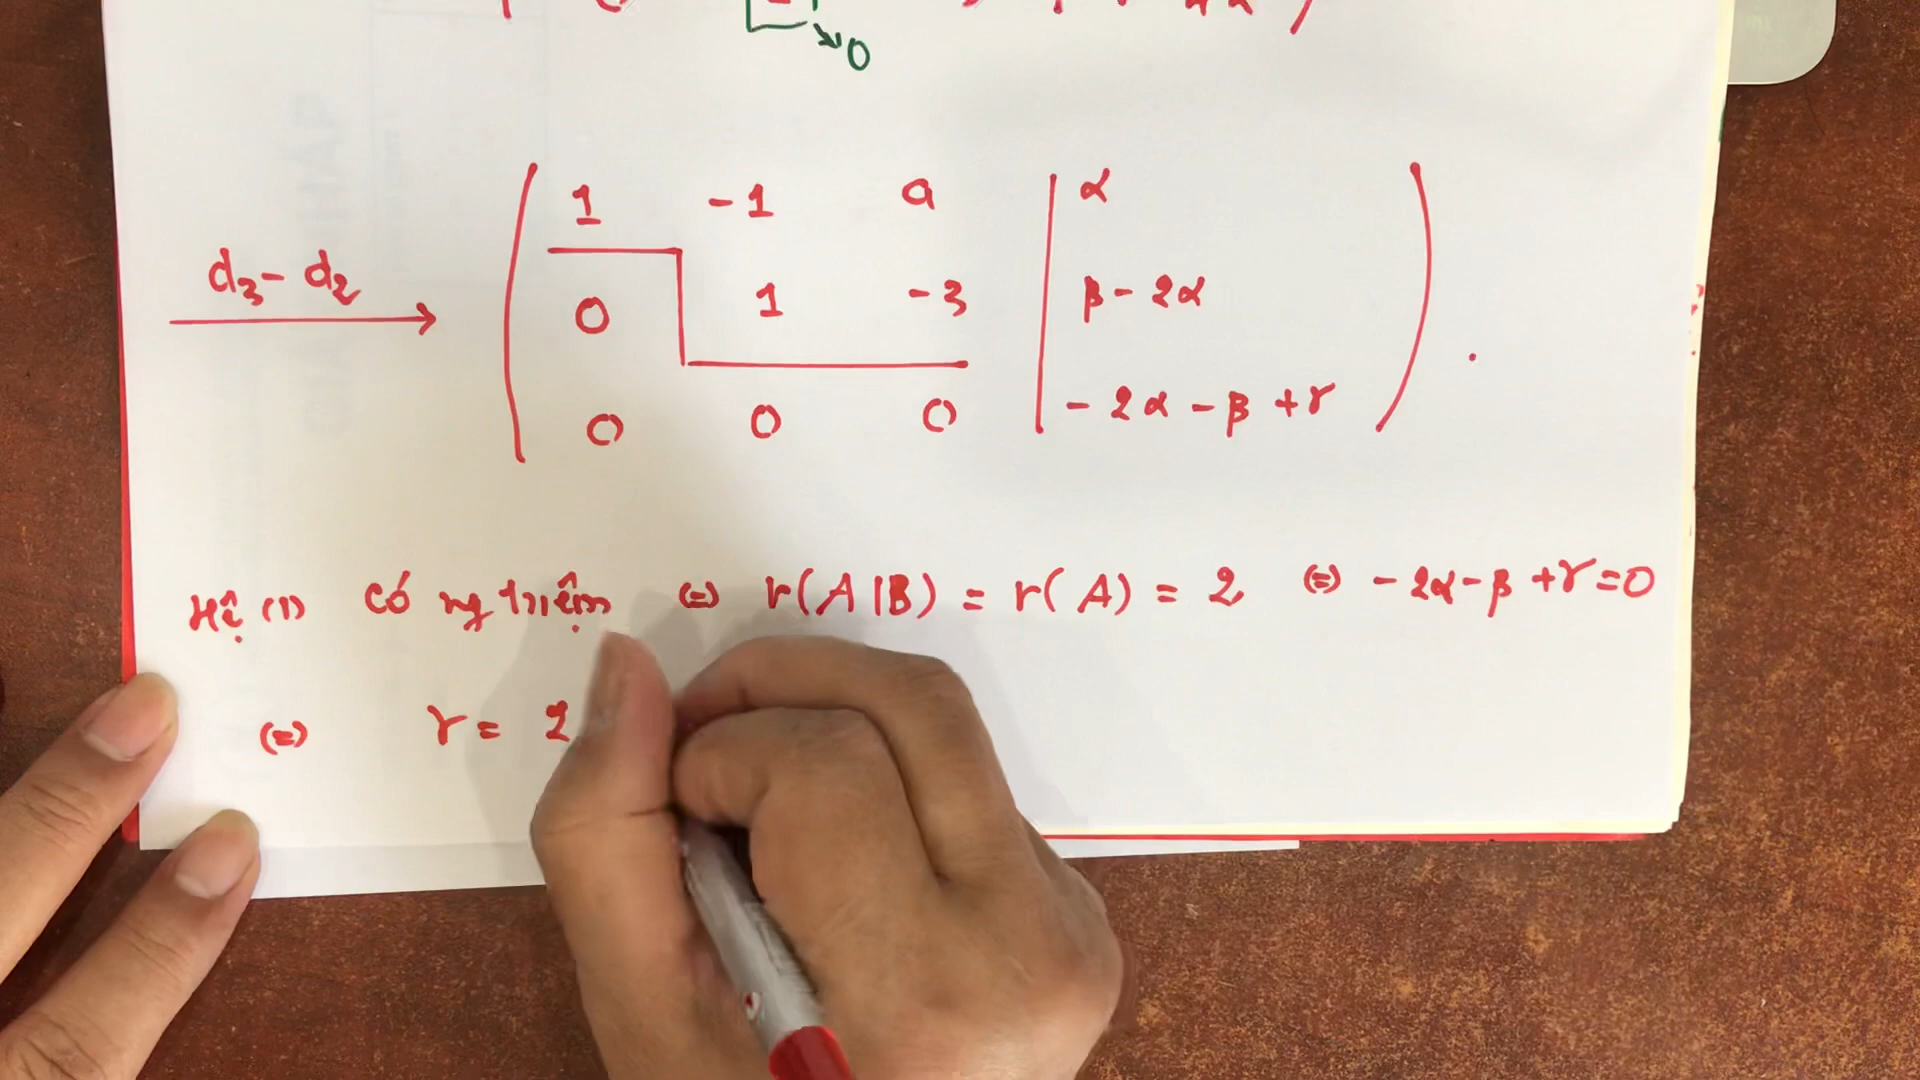 0
1 -1 a | α
d₃ - d₂
0 1 -3 | β - 2α
0 0 0 | - 2α - β + γ
Hệ (1) có nghiệm (=) r(A|B) = r(A) = 2 (=) - 2α - β + γ = 0
(=) γ = 2